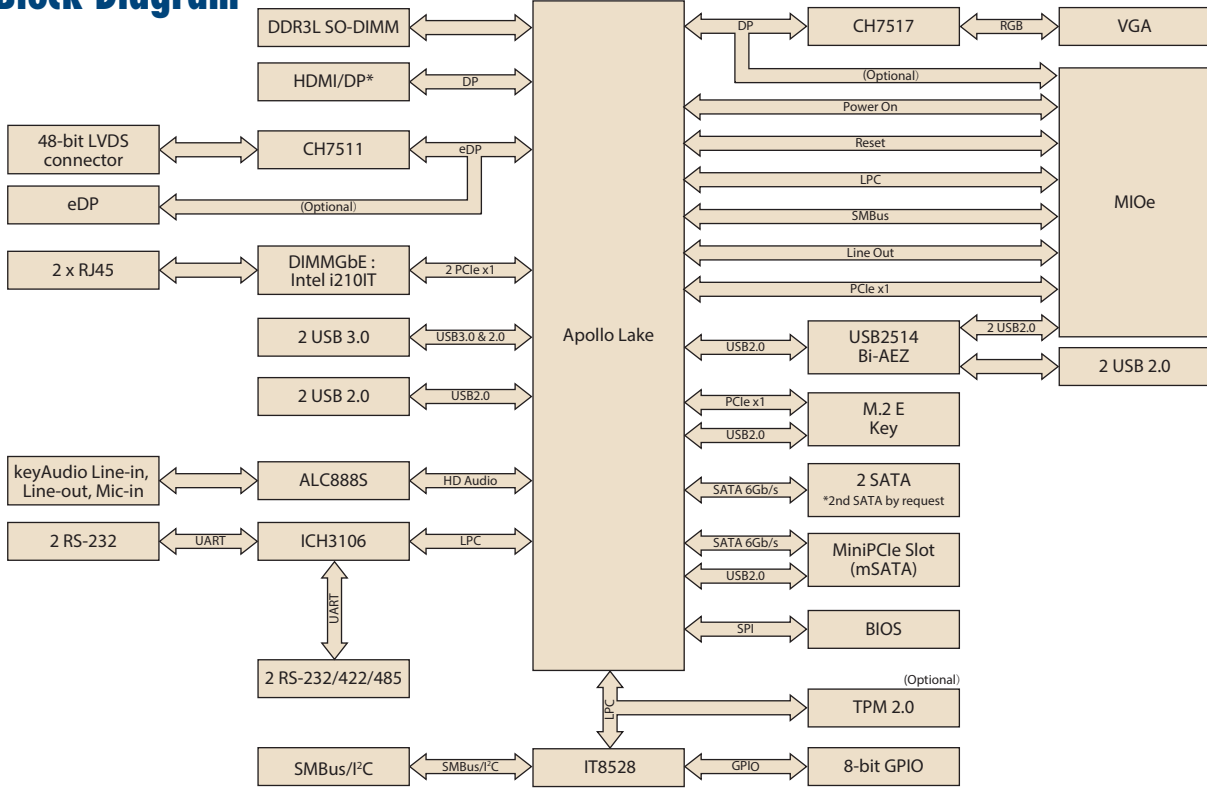 Block Diagram
DDR3L SO-DIMM
HDMI/DP*
DP
48-bit LVDS
connector
CH7511
eDP
eDP
(Optional)
2 x RJ45
DIMMGbE :
Intel i210IT
2 PCIe x1
2 USB 3.0
USB3.0 & 2.0
2 USB 2.0
USB2.0
keyAudio Line-in,
Line-out, Mic-in
ALC888S
HD Audio
2 RS-232
UART
ICH3106
LPC
UART
2 RS-232/422/485
Apollo Lake
DP
CH7517
RGB
VGA
(Optional)
Power On
Reset
LPC
SMBus
Line Out
PCIe x1
MIOe
USB2.0
USB2514
Bi-AEZ
2 USB2.0
2 USB 2.0
PCIe x1
USB2.0
M.2 E
Key
SATA 6Gb/s
2 SATA
*2nd SATA by request
SATA 6Gb/s
USB2.0
MiniPCIe Slot
(mSATA)
SPI
BIOS
LPC
(Optional)
TPM 2.0
SMBus/I²C
SMBus/I²C
IT8528
GPIO
8-bit GPIO